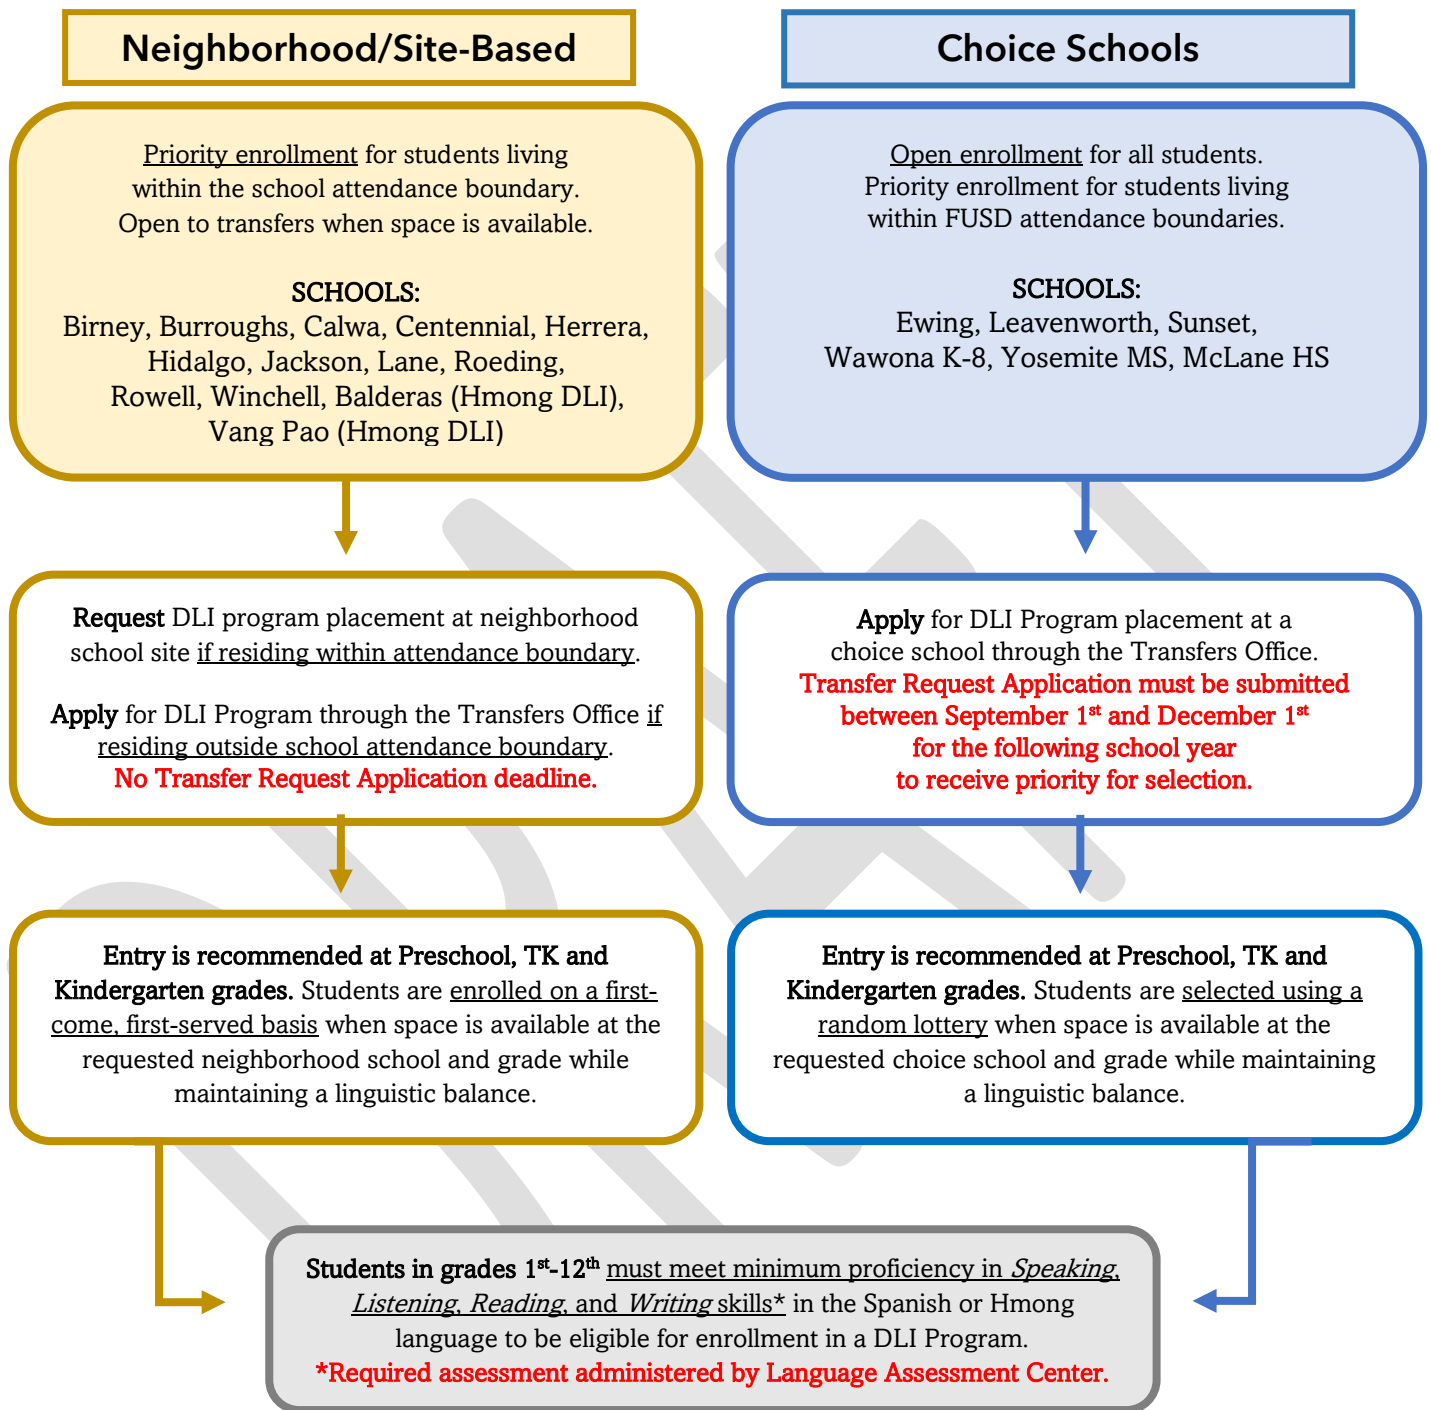 Neighborhood/Site-Based
Priority enrollment for students living
within the school attendance boundary.
Open to transfers when space is available.
SCHOOLS:
Birney, Burroughs, Calwa, Centennial, Herrera,
Hidalgo, Jackson, Lane, Roeding,
Rowell, Winchell, Balderas (Hmong DLI),
Vang Pao (Hmong DLI)
Request DLI program placement at neighborhood
school site if residing within attendance boundary.
Apply for DLI Program through the Transfers Office if
residing outside school attendance boundary.
No Transfer Request Application deadline.
Entry is recommended at Preschool, TK and
Kindergarten grades. Students are enrolled on a first-
come, first-served basis when space is available at the
requested neighborhood school and grade while
maintaining a linguistic balance.
Choice Schools
Open enrollment for all students.
Priority enrollment for students living
within FUSD attendance boundaries.
SCHOOLS:
Ewing, Leavenworth, Sunset,
Wawona K-8, Yosemite MS, McLane HS
Apply for DLI Program placement at a
choice school through the Transfers Office.
Transfer Request Application must be submitted
between September 1st and December 1st
for the following school year
to receive priority for selection.
Entry is recommended at Preschool, TK and
Kindergarten grades. Students are selected using a
random lottery when space is available at the
requested choice school and grade while maintaining
a linguistic balance.
Students in grades 1st-12th must meet minimum proficiency in Speaking,
Listening, Reading, and Writing skills* in the Spanish or Hmong
language to be eligible for enrollment in a DLI Program.
*Required assessment administered by Language Assessment Center.